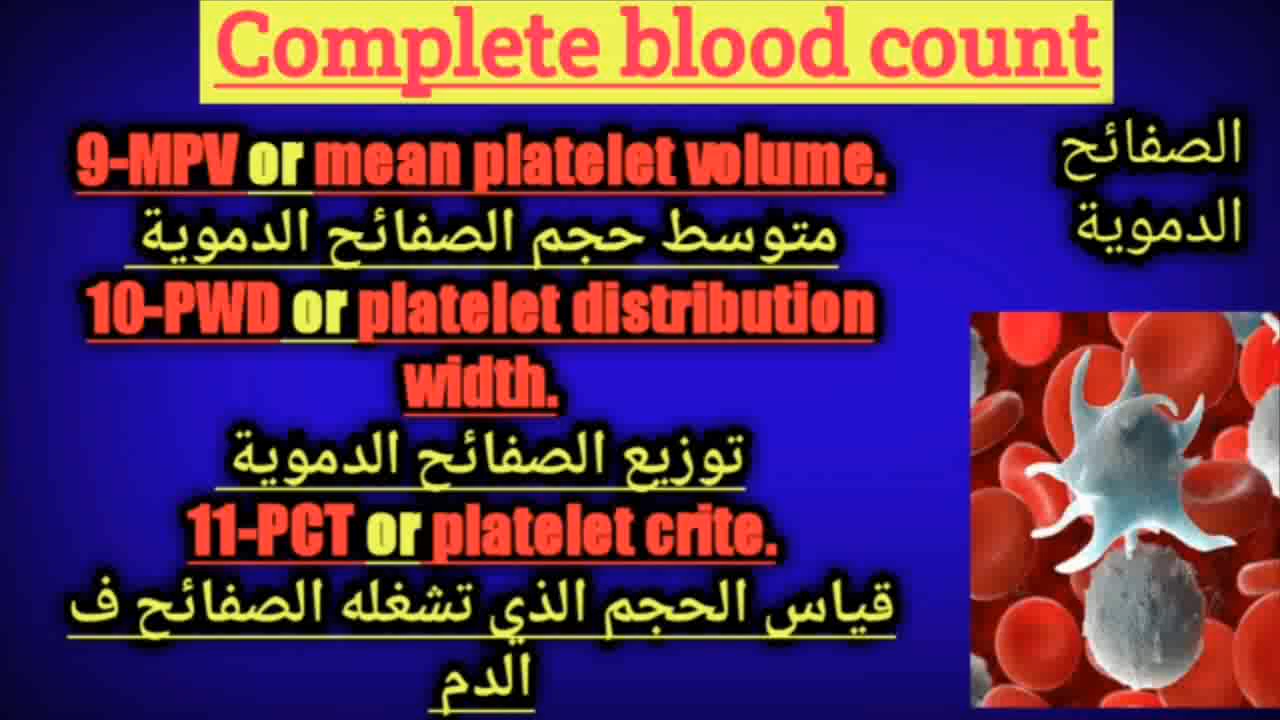 Complete blood count
9-MPV or mean platelet volume.
متوسط حجم الصفائح الدموية
10-PWD or platelet distribution
width.
توزيع الصفائح الدموية
11-PCT or platelet crite.
قياس الحجم الذي تشغله الصفائح ف
الدم
الصفائح
الدموية